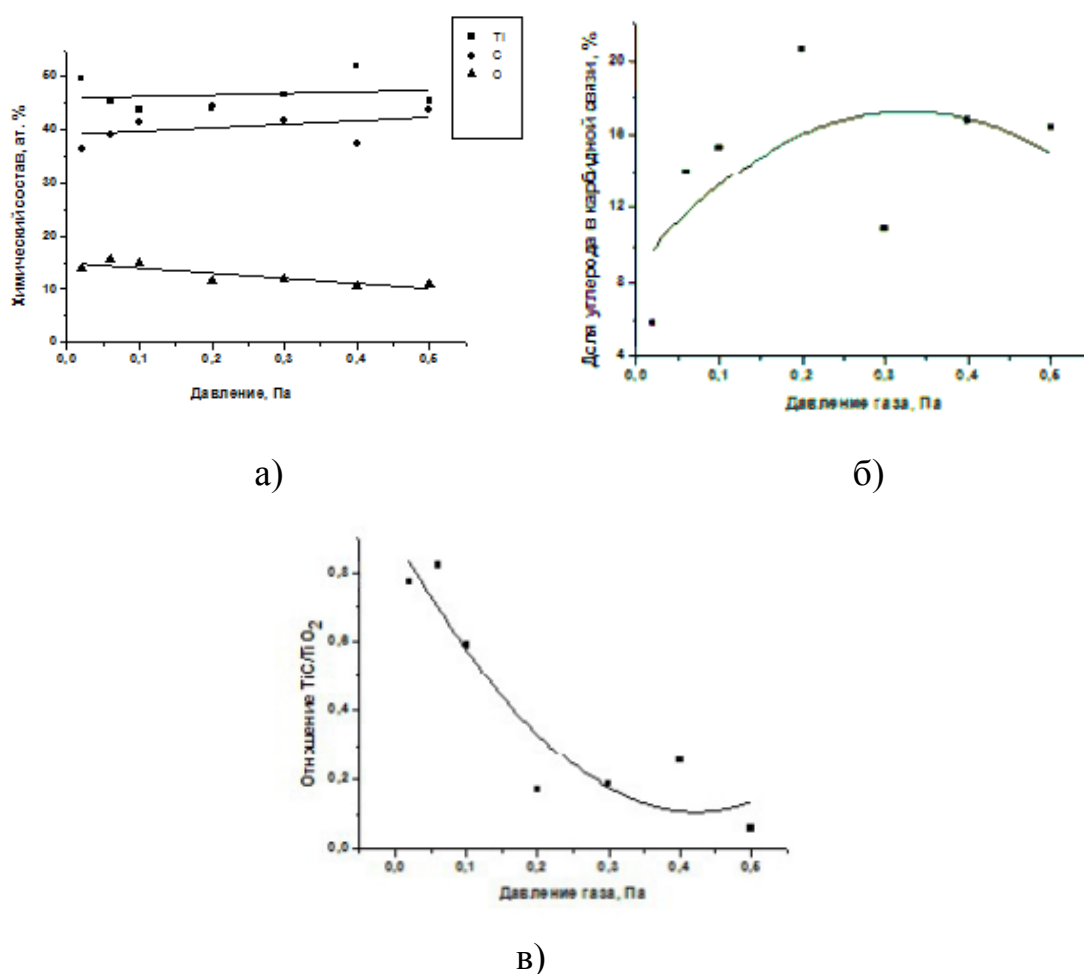 Ti
C
O
Химический состав, ат. %
50
40
30
20
10
0
0,0 0,1 0,2 0,3 0,4 0,5
Давление, Па
а)
Доля углерода в карбидной связи, %
20
16
12
8
4
0,0 0,1 0,2 0,3 0,4 0,5
Давление газа, Па
б)
Отношение TiC/TiO2
0,8
0,6
0,4
0,2
0,0
0,0 0,1 0,2 0,3 0,4 0,5
Давление газа, Па
в)